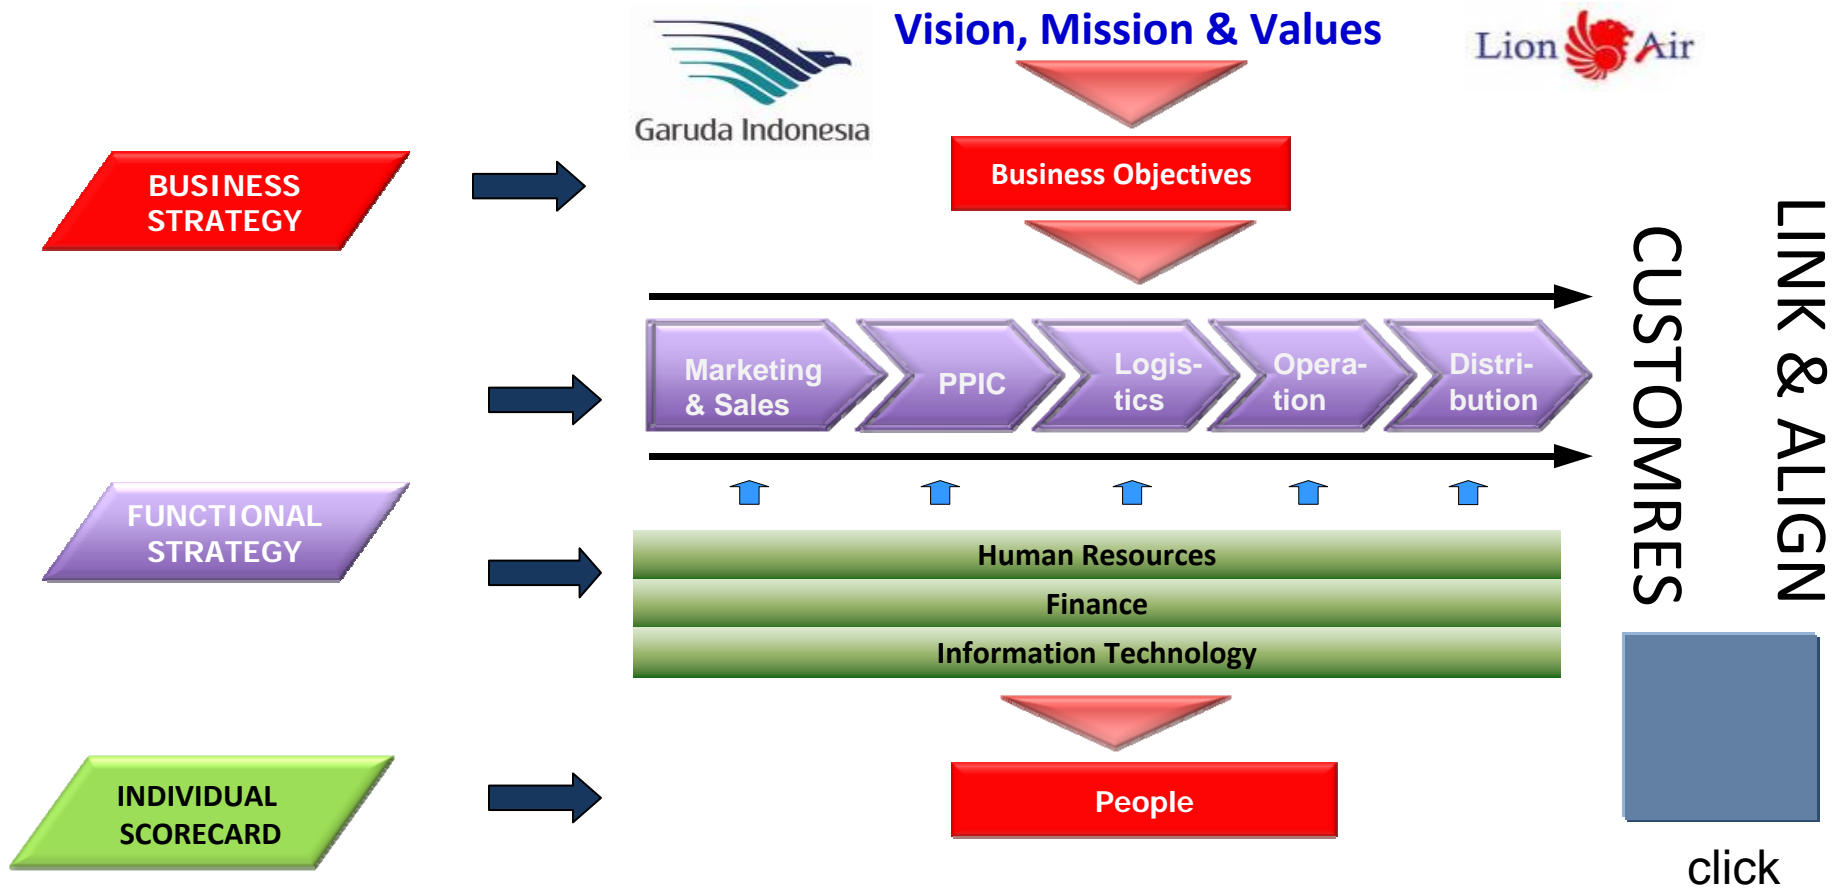 Vision, Mission & Values
Garuda Indonesia
Lion Air
BUSINESS
STRATEGY
Business Objectives
Marketing
& Sales
PPIC
Logis-
tics
Opera-
tion
Distri-
bution
CUSTOMRES
LINK & ALIGN
FUNCTIONAL
STRATEGY
Human Resources
Finance
Information Technology
INDIVIDUAL
SCORECARD
People
click